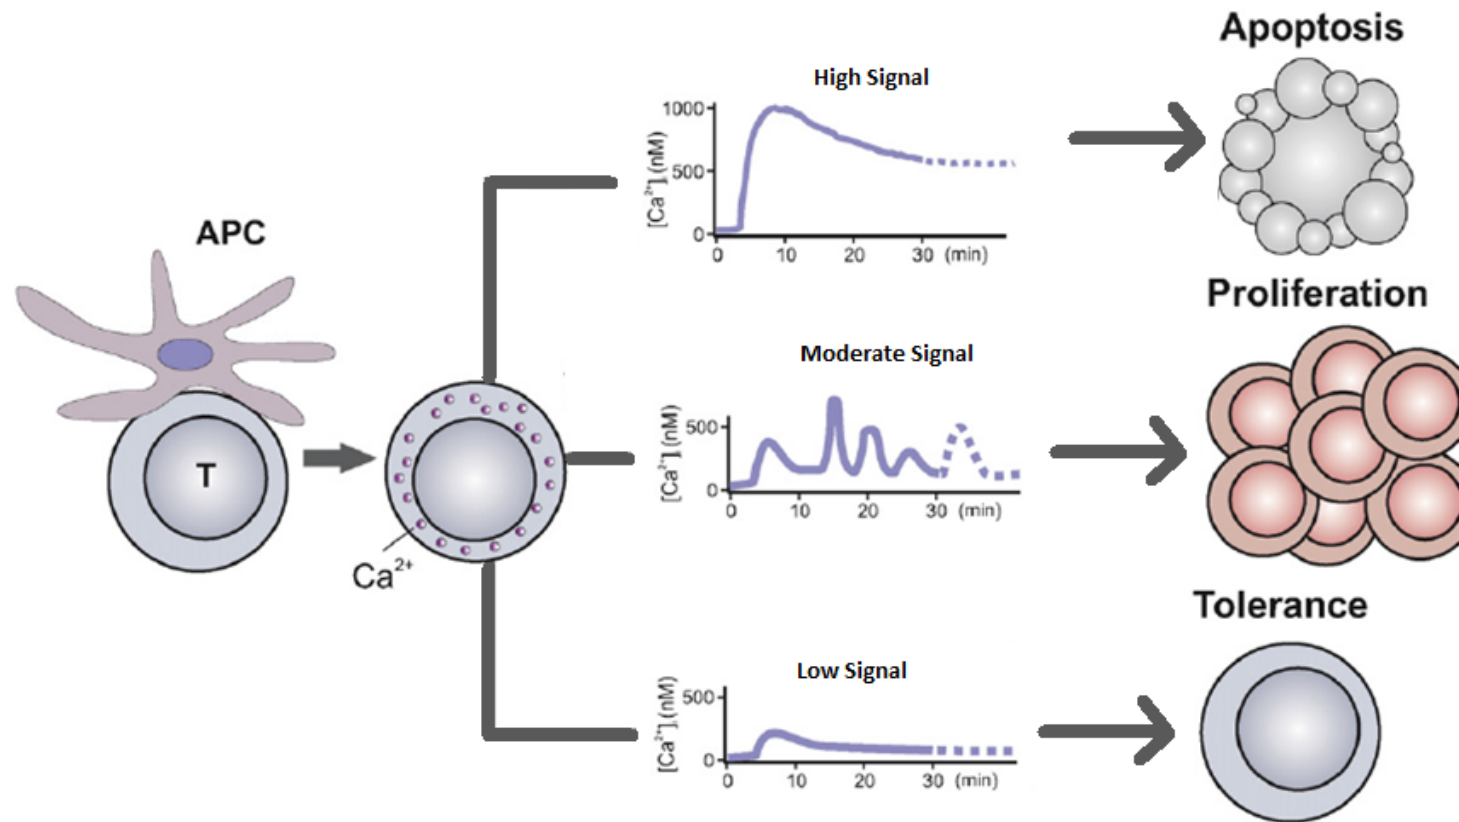 APC
T
Ca²⁺
High Signal
[Ca²⁺]ᵢ (nM)
1000
500
0
0 10 20 30 (min)
Apoptosis
Moderate Signal
[Ca²⁺]ᵢ (nM)
500
0
0 10 20 30 (min)
Proliferation
Low Signal
[Ca²⁺]ᵢ (nM)
500
0
0 10 20 30 (min)
Tolerance